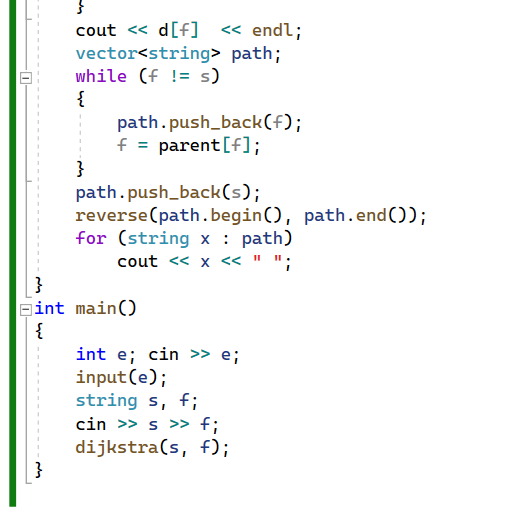 }
    cout << d[f]  << endl;
    vector<string> path;
    while (f != s)
    {
        path.push_back(f);
        f = parent[f];
    }
    path.push_back(s);
    reverse(path.begin(), path.end());
    for (string x : path)
        cout << x << " ";
}
int main()
{
    int e; cin >> e;
    input(e);
    string s, f;
    cin >> s >> f;
    dijkstra(s, f);
}